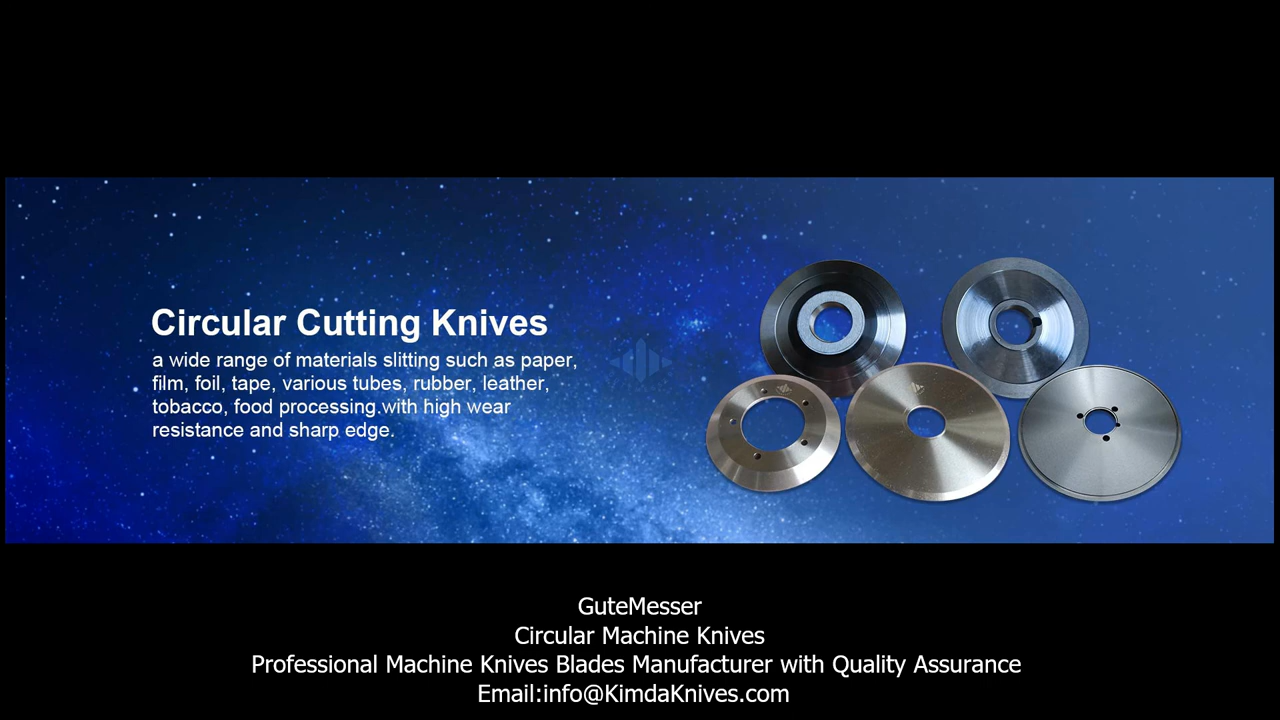 Circular Cutting Knives
a wide range of materials slitting such as paper,
film, foil, tape, various tubes, rubber, leather,
tobacco, food processing.with high wear
resistance and sharp edge.
GuteMesser
Circular Machine Knives
Professional Machine Knives Blades Manufacturer with Quality Assurance
Email:info@KimdaKnives.com